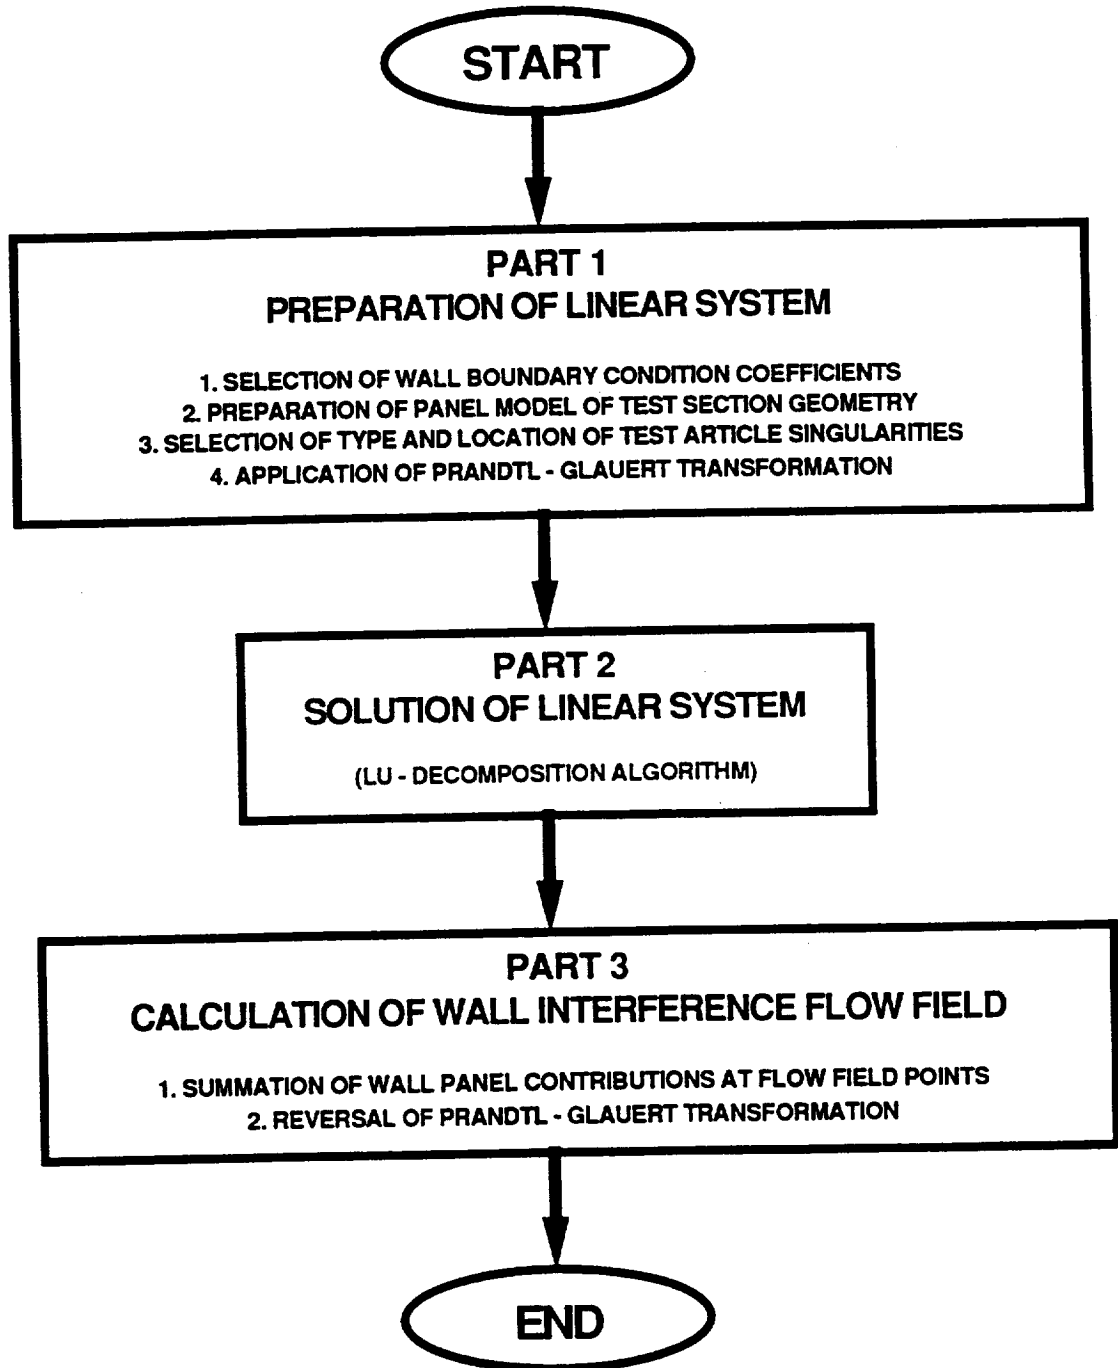 START
PART 1
PREPARATION OF LINEAR SYSTEM
1. SELECTION OF WALL BOUNDARY CONDITION COEFFICIENTS
2. PREPARATION OF PANEL MODEL OF TEST SECTION GEOMETRY
3. SELECTION OF TYPE AND LOCATION OF TEST ARTICLE SINGULARITIES
4. APPLICATION OF PRANDTL - GLAUERT TRANSFORMATION
PART 2
SOLUTION OF LINEAR SYSTEM
(LU - DECOMPOSITION ALGORITHM)
PART 3
CALCULATION OF WALL INTERFERENCE FLOW FIELD
1. SUMMATION OF WALL PANEL CONTRIBUTIONS AT FLOW FIELD POINTS
2. REVERSAL OF PRANDTL - GLAUERT TRANSFORMATION
END